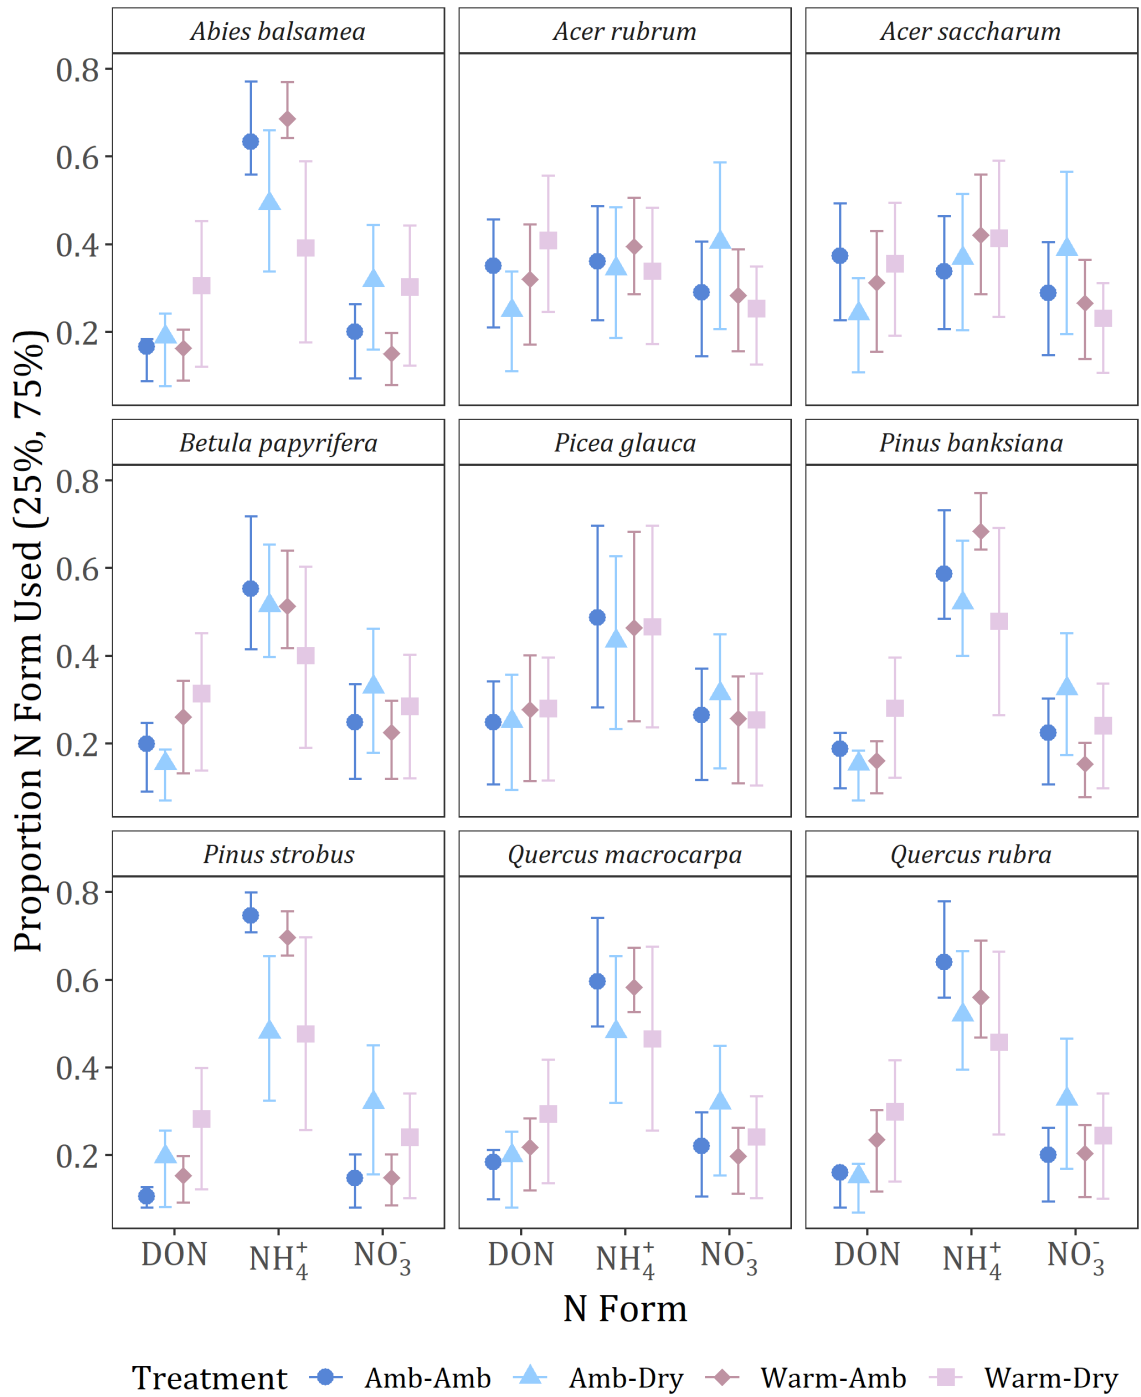 Proportion N Form Used (25%, 75%)
Abies balsamea
Acer rubrum
Acer saccharum
0.8
0.6
0.4
0.2
Betula papyrifera
Picea glauca
Pinus banksiana
0.8
0.6
0.4
0.2
Pinus strobus
Quercus macrocarpa
Quercus rubra
0.8
0.6
0.4
0.2
DON NH₄⁺ NO₃⁻ DON NH₄⁺ NO₃⁻ DON NH₄⁺ NO₃⁻
N Form
Treatment Amb-Amb Amb-Dry Warm-Amb Warm-Dry